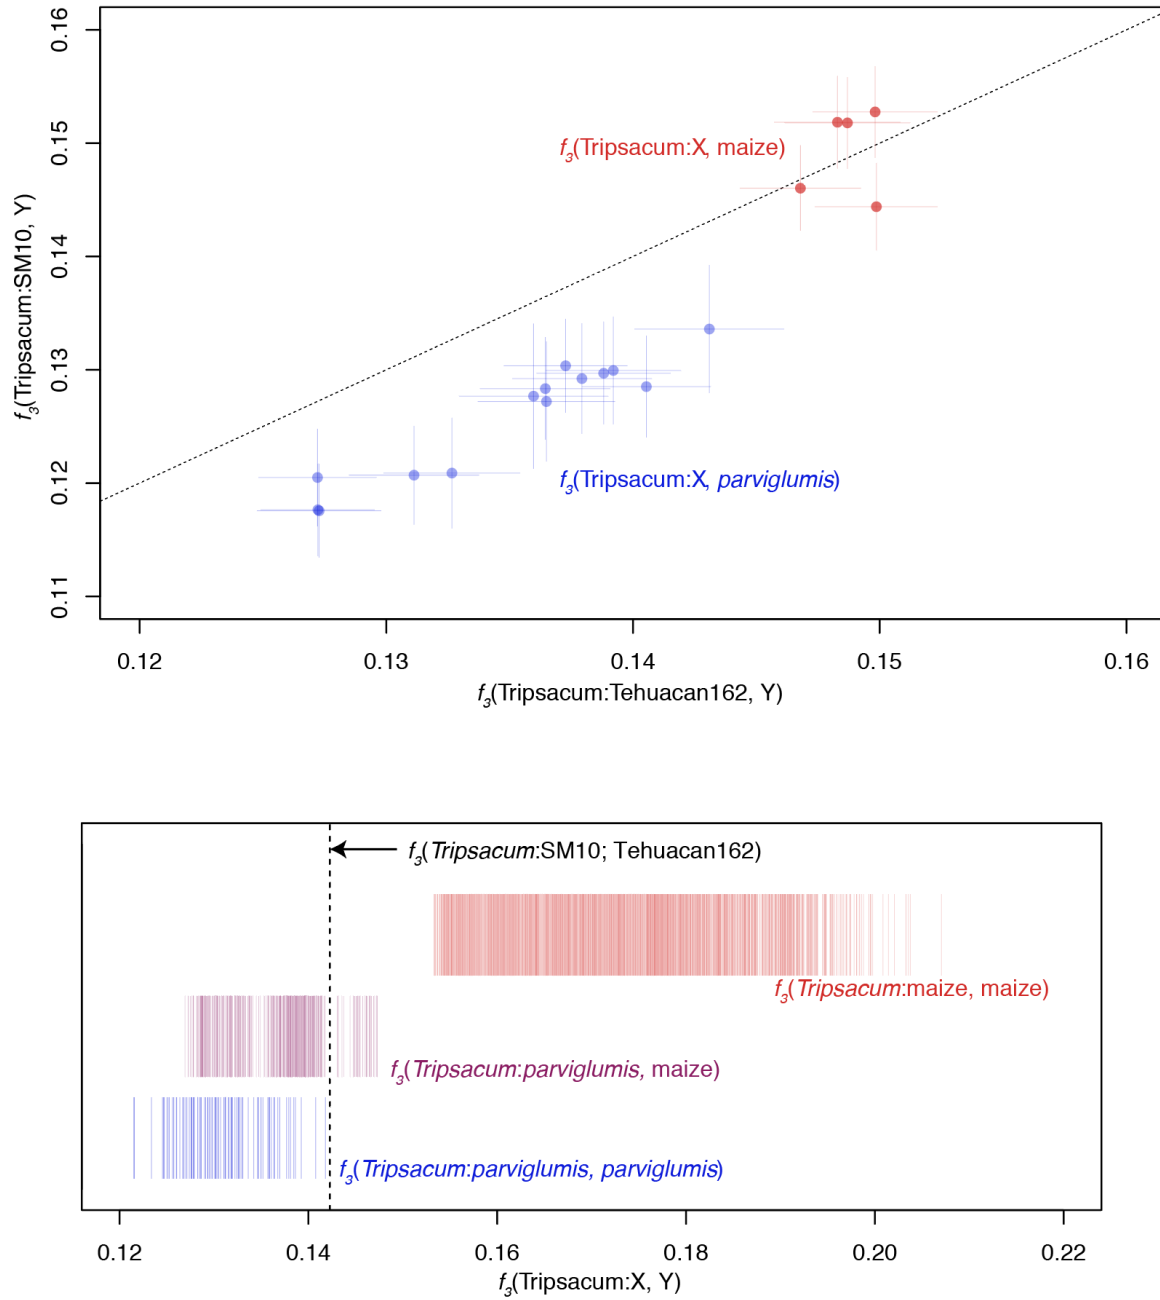 0.16
0.15
0.14
0.13
0.12
0.11
f3(Tripsacum:SM10, Y)
f3(Tripsacum:X, maize)
f3(Tripsacum:X, parviglumis)
0.12 0.13 0.14 0.15 0.16
f3(Tripsacum:Tehuacan162, Y)
f3(Tripsacum:SM10; Tehuacan162)
f3(Tripsacum:maize, maize)
f3(Tripsacum:parviglumis, maize)
f3(Tripsacum:parviglumis, parviglumis)
0.12 0.14 0.16 0.18 0.20 0.22
f3(Tripsacum:X, Y)